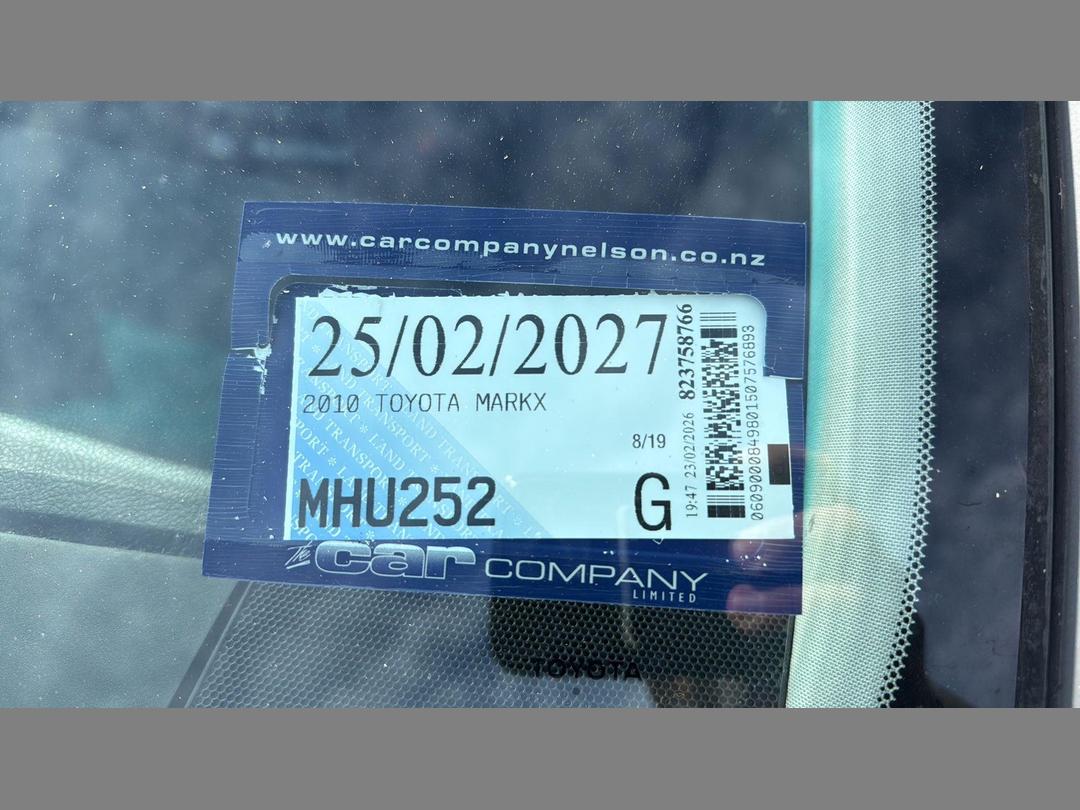 www.carcompanynelson.co.nz
25/02/2027
2010 TOYOTA MARKX
8/19
MHU252
G
19:47 23/02/2026 823758766
0609000849801507576893
The car COMPANY
LIMITED
TOYOTA